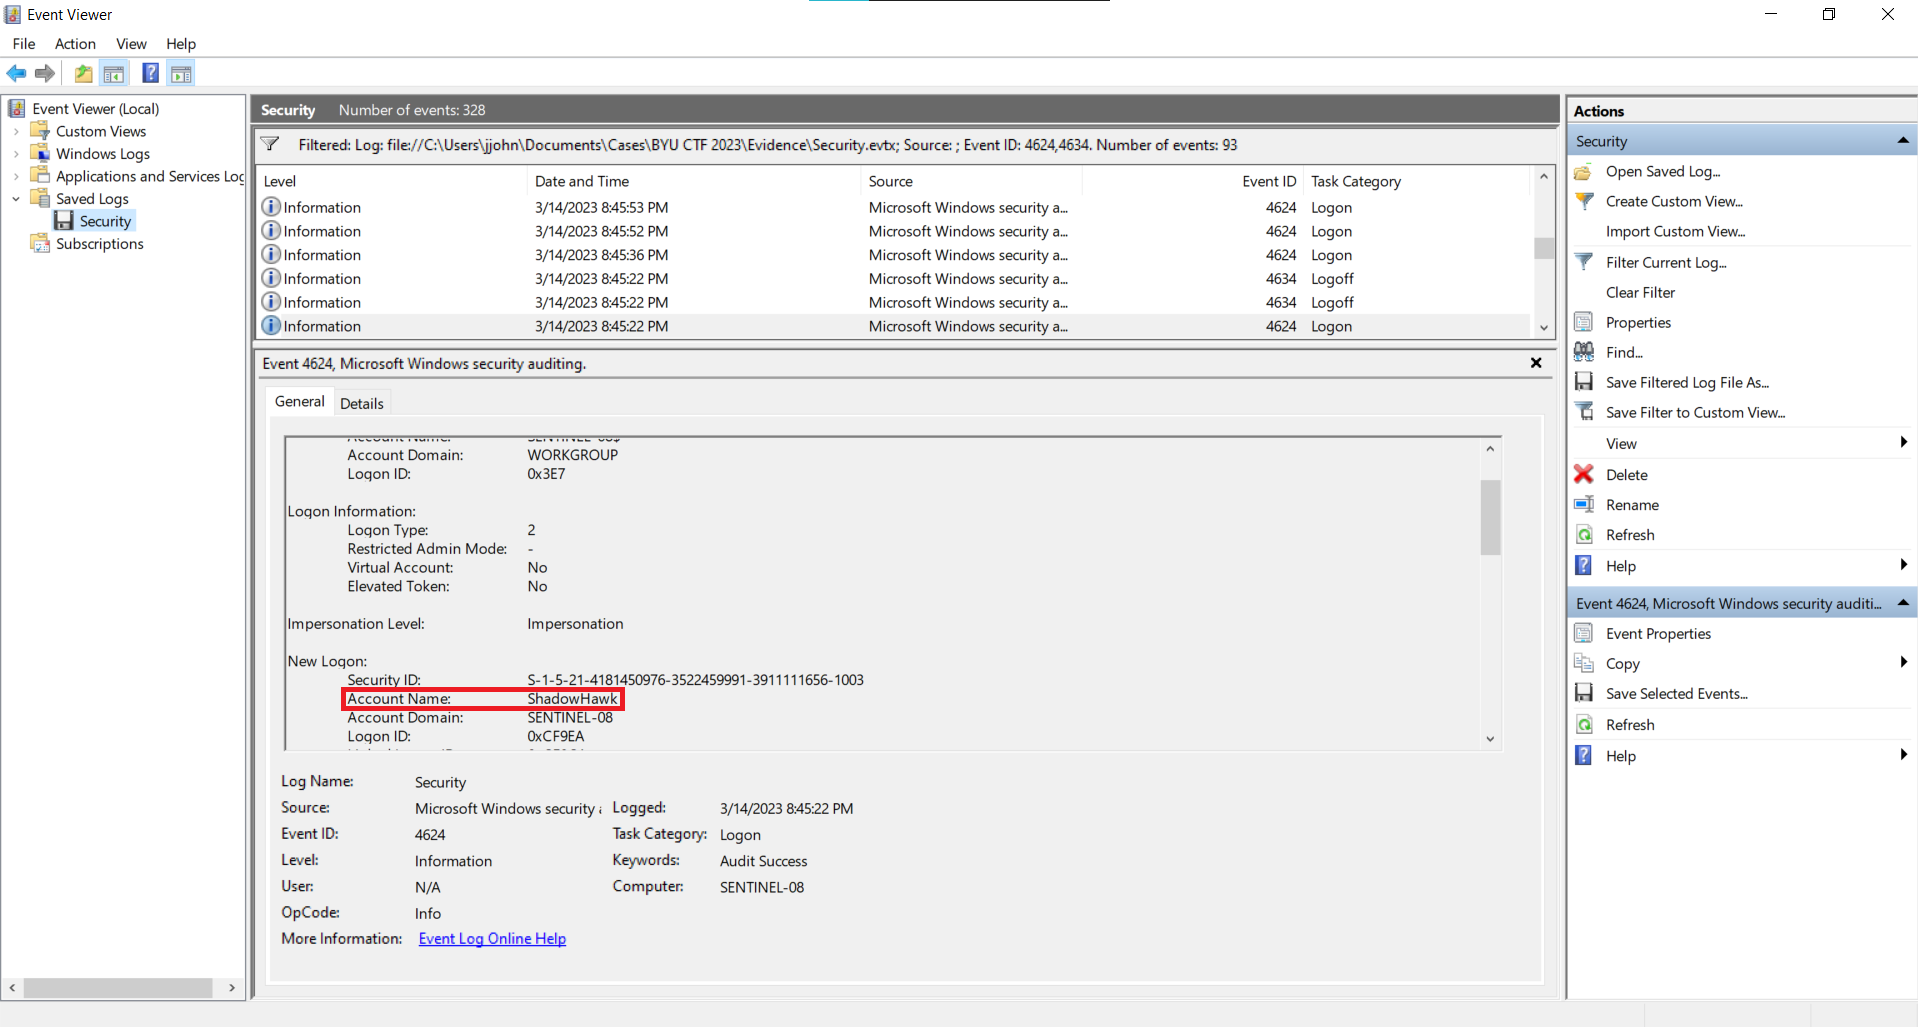 Event Viewer
File Action View Help
Event Viewer (Local)
Custom Views
Windows Logs
Applications and Services Log
Saved Logs
Security
Subscriptions
Security Number of events: 328
Filtered: Log: file://C:\Users\jjohn\Documents\Cases\BYU CTF 2023\Evidence\Security.evtx; Source: ; Event ID: 4624,4634. Number of events: 93
Level Date and Time Source Event ID Task Category
Information 3/14/2023 8:45:53 PM Microsoft Windows security a... 4624 Logon
Information 3/14/2023 8:45:52 PM Microsoft Windows security a... 4624 Logon
Information 3/14/2023 8:45:36 PM Microsoft Windows security a... 4624 Logon
Information 3/14/2023 8:45:22 PM Microsoft Windows security a... 4634 Logoff
Information 3/14/2023 8:45:22 PM Microsoft Windows security a... 4634 Logoff
Information 3/14/2023 8:45:22 PM Microsoft Windows security a... 4624 Logon
Event 4624, Microsoft Windows security auditing.
General Details
Account Name: SENTINEL-08$
Account Domain: WORKGROUP
Logon ID: 0x3E7
Logon Information:
Logon Type: 2
Restricted Admin Mode: -
Virtual Account: No
Elevated Token: No
Impersonation Level: Impersonation
New Logon:
Security ID: S-1-5-21-4181450976-3522459991-3911111656-1003
Account Name: ShadowHawk
Account Domain: SENTINEL-08
Logon ID: 0xCF9EA
Log Name: Security
Source: Microsoft Windows security Logged: 3/14/2023 8:45:22 PM
Event ID: 4624 Task Category: Logon
Level: Information Keywords: Audit Success
User: N/A Computer: SENTINEL-08
OpCode: Info
More Information: Event Log Online Help
Actions
Security
Open Saved Log...
Create Custom View...
Import Custom View...
Filter Current Log...
Clear Filter
Properties
Find...
Save Filtered Log File As...
Save Filter to Custom View...
View
Delete
Rename
Refresh
Help
Event 4624, Microsoft Windows security auditi...
Event Properties
Copy
Save Selected Events...
Refresh
Help